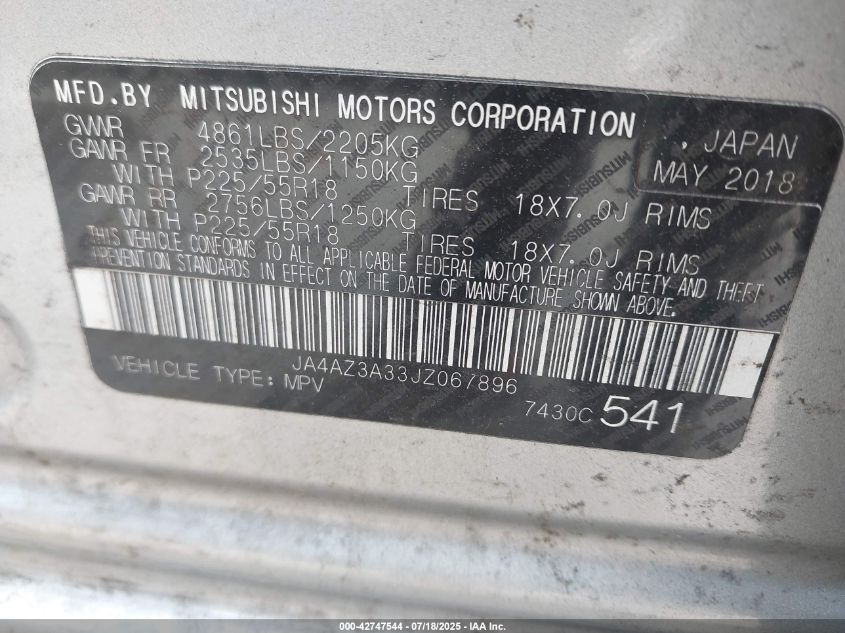 MFD.BY MITSUBISHI MOTORS CORPORATION
GVWR 4861LBS/2205KG , JAPAN
GAWR FR 2535LBS/1150KG MAY 2018
WITH P225/55R18 TIRES 18X7.0J RIMS
GAWR RR 2756LBS/1250KG
WITH P225/55R18 TIRES 18X7.0J RIMS
THIS VEHICLE CONFORMS TO ALL APPLICABLE FEDERAL MOTOR VEHICLE SAFETY AND THEFT
PREVENTION STANDARDS IN EFFECT ON THE DATE OF MANUFACTURE SHOWN ABOVE.
JA4AZ3A33JZ067896
VEHICLE TYPE: MPV 7430C 541
000-42747544 - 07/18/2025 - IAA Inc.